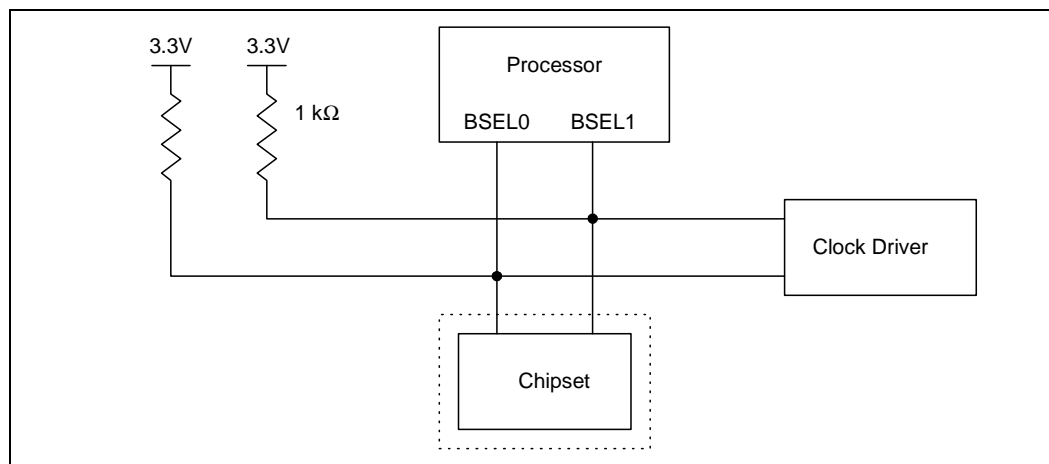 3.3V 3.3V
1 kΩ
Processor
BSEL0 BSEL1
Clock Driver
Chipset